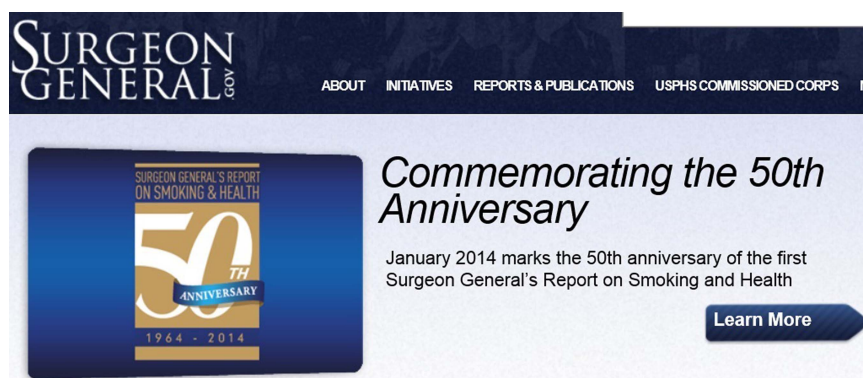 SURGEON
GENERAL.GOV
ABOUT INITIATIVES REPORTS & PUBLICATIONS USPHS COMMISSIONED CORPS
SURGEON GENERAL'S REPORT
ON SMOKING & HEALTH
50TH
ANNIVERSARY
1964 - 2014
Commemorating the 50th
Anniversary
January 2014 marks the 50th anniversary of the first
Surgeon General's Report on Smoking and Health
Learn More